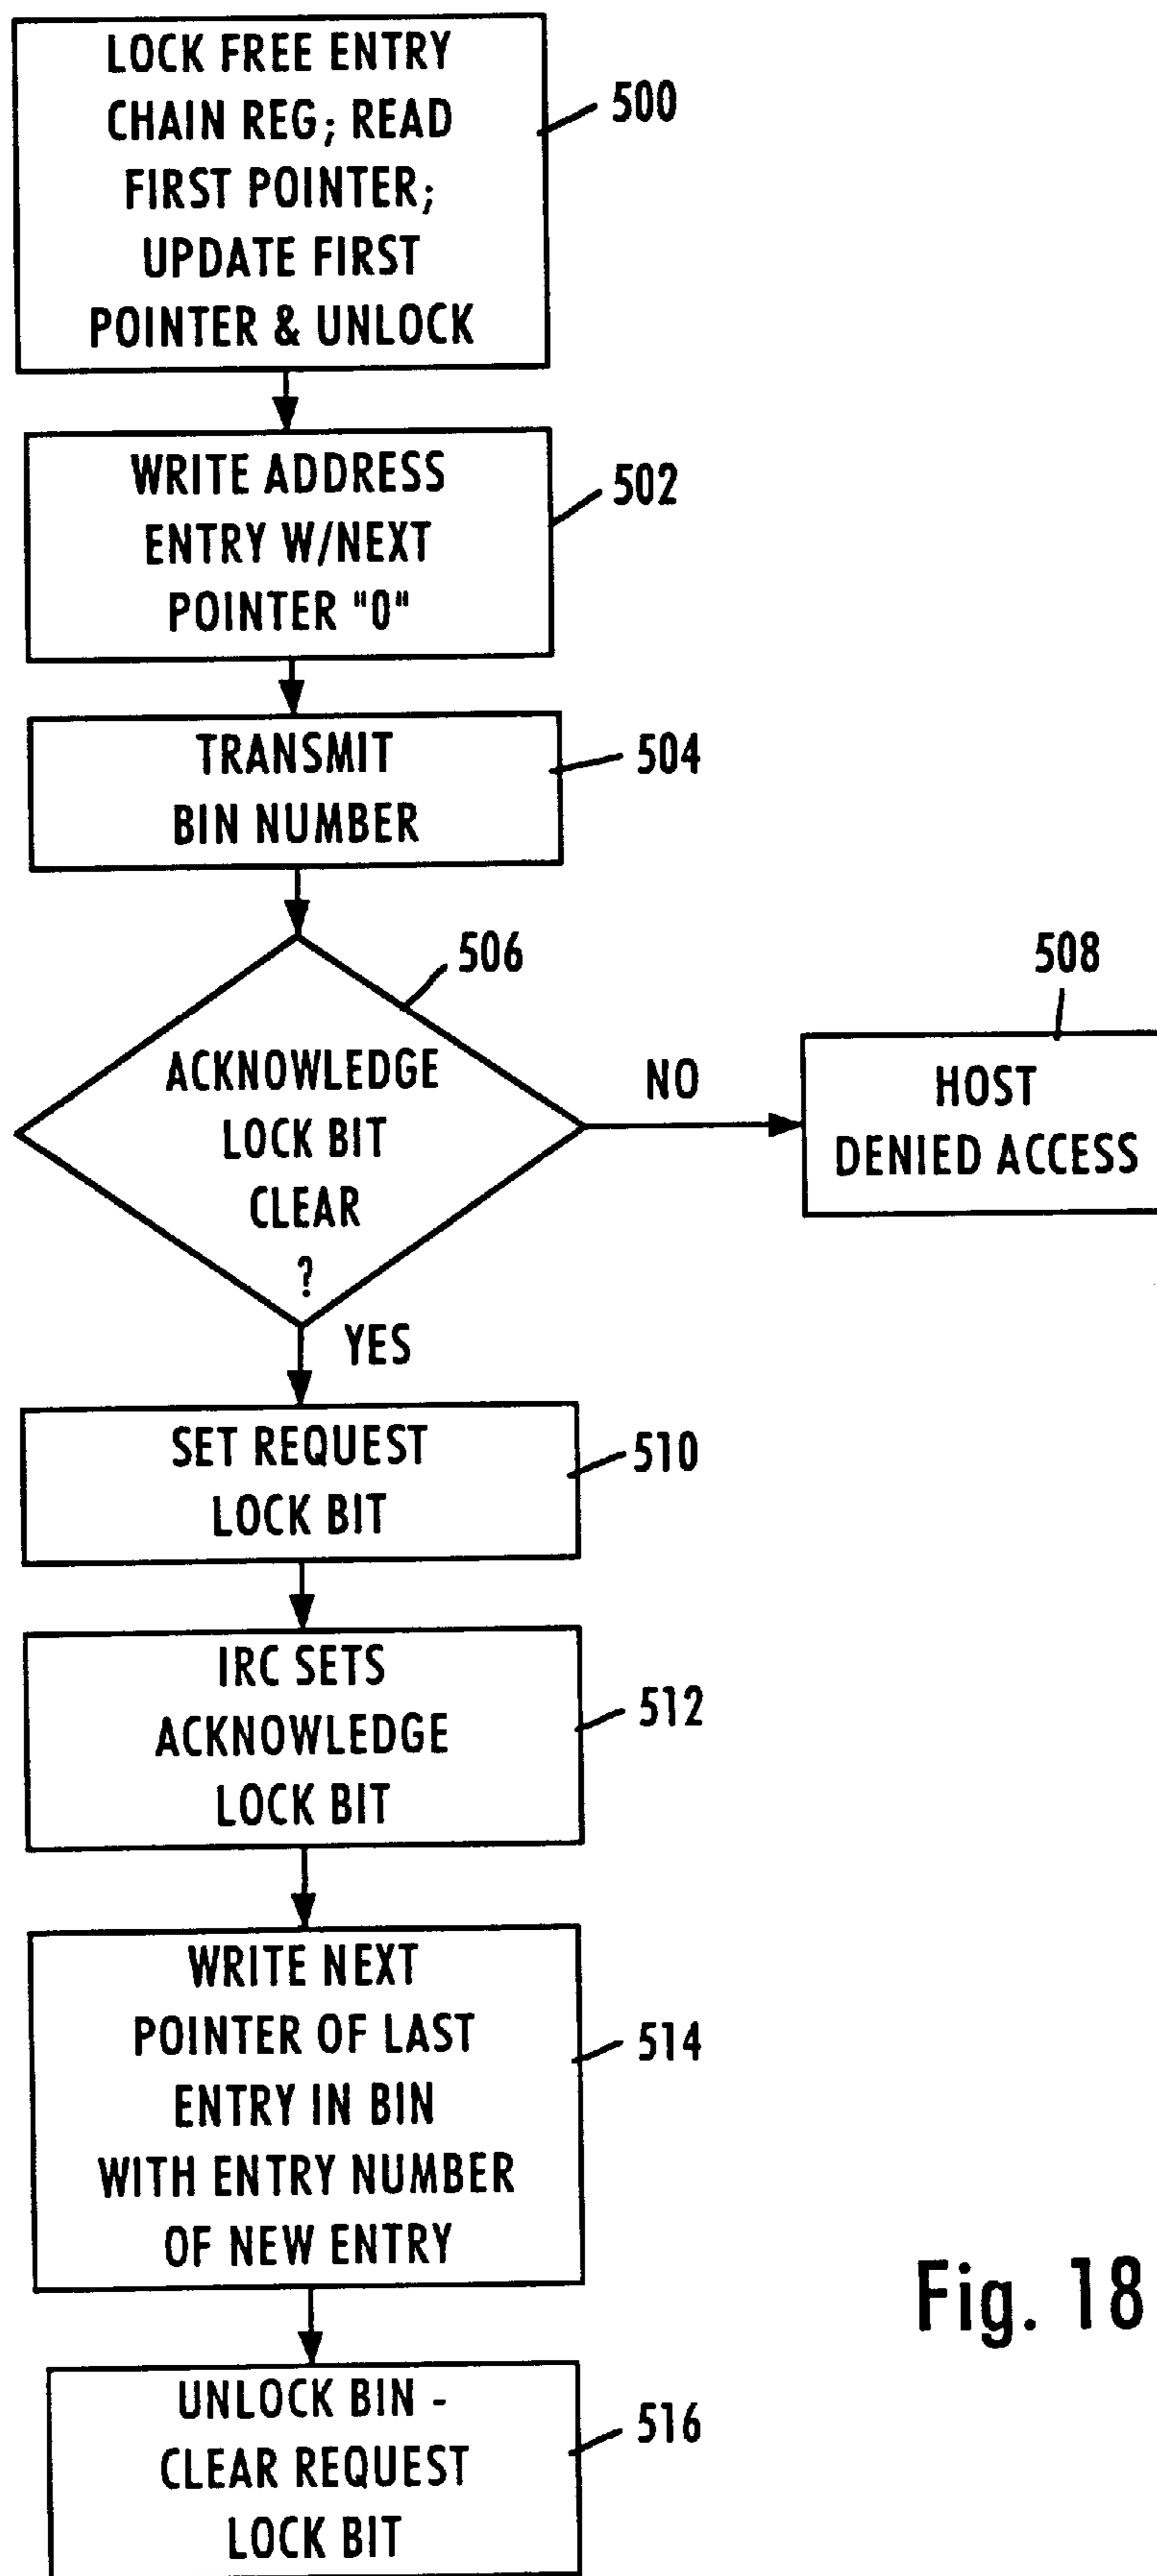 LOCK FREE ENTRY
CHAIN REG; READ
FIRST POINTER;
UPDATE FIRST
POINTER & UNLOCK
500
WRITE ADDRESS
ENTRY W/NEXT
POINTER "0"
502
TRANSMIT
BIN NUMBER
504
506
ACKNOWLEDGE
LOCK BIT
CLEAR
?
NO
508
HOST
DENIED ACCESS
YES
SET REQUEST
LOCK BIT
510
IRC SETS
ACKNOWLEDGE
LOCK BIT
512
WRITE NEXT
POINTER OF LAST
ENTRY IN BIN
WITH ENTRY NUMBER
OF NEW ENTRY
514
Fig. 18
UNLOCK BIN -
CLEAR REQUEST
LOCK BIT
516